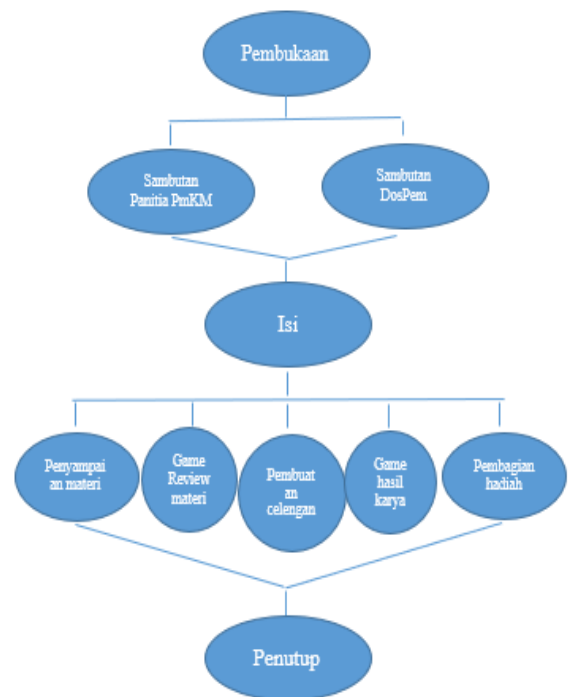 Pembukaan
Sambutan
Panitia PmKM
Sambutan
DosPem
Isi
Penyampai
an materi
Game
Review
materi
Pembuat
an
celengan
Game
hasil
karya
Pembagian
hadiah
Penutup